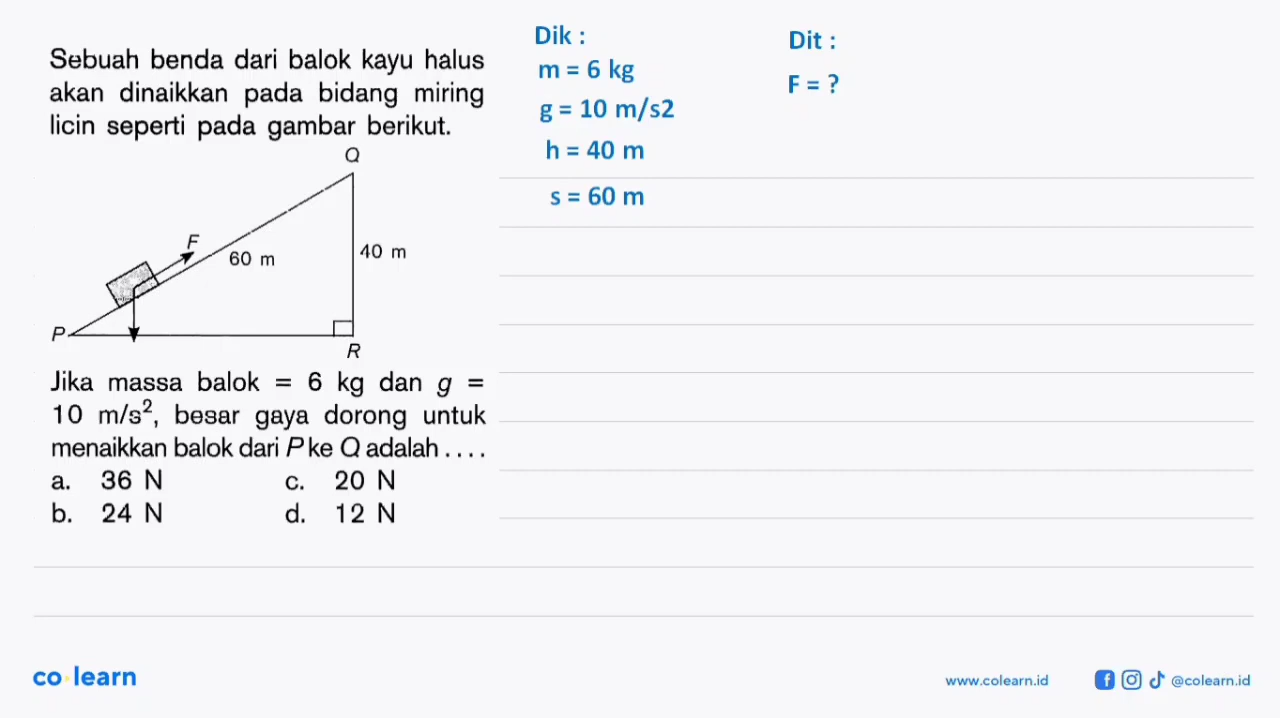 Sebuah benda dari balok kayu halus
akan dinaikkan pada bidang miring
licin seperti pada gambar berikut.
Q
F
60 m
40 m
P
R
Jika massa balok = 6 kg dan g =
10 m/s², besar gaya dorong untuk
menaikkan balok dari P ke Q adalah . . . .
a. 36 N c. 20 N
b. 24 N d. 12 N
Dik :
m = 6 kg
g = 10 m/s2
h = 40 m
s = 60 m
Dit :
F = ?
co learn
www.colearn.id
@colearn.id